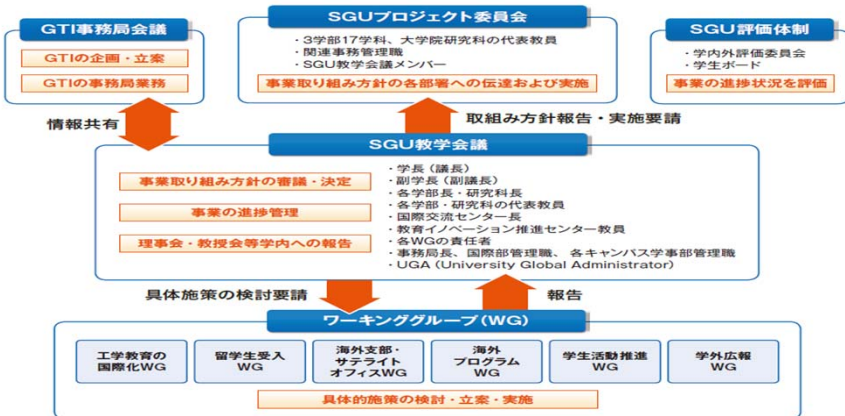 GTI事務局会議
GTIの企画・立案
GTIの事務局業務
SGUプロジェクト委員会
・3学部17学科、大学院研究科の代表教員
・関連事務管理職
・SGU教学会議メンバー
事業取り組み方針の各部署への伝達および実施
SGU評価体制
・学内外評価委員会
・学生ボード
事業の進捗状況を評価
情報共有
取組み方針報告・実施要請
SGU教学会議
事業取り組み方針の審議・決定
事業の進捗管理
理事会・教授会等学内への報告
・学長（議長）
・副学長（副議長）
・各学部長・研究科長
・各学部・研究科の代表教員
・国際交流センター長
・教育イノベーション推進センター教員
・各WGの責任者
・事務局長、国際部管理職、各キャンパス学事部管理職
・UGA（University Global Administrator）
具体施策の検討要請
報告
ワーキンググループ（WG）
工学教育の
国際化WG
留学生受入
WG
海外支部・
サテライト
オフィスWG
海外
プログラム
WG
学生活動推進
WG
学外広報
WG
具体的施策の検討・立案・実施